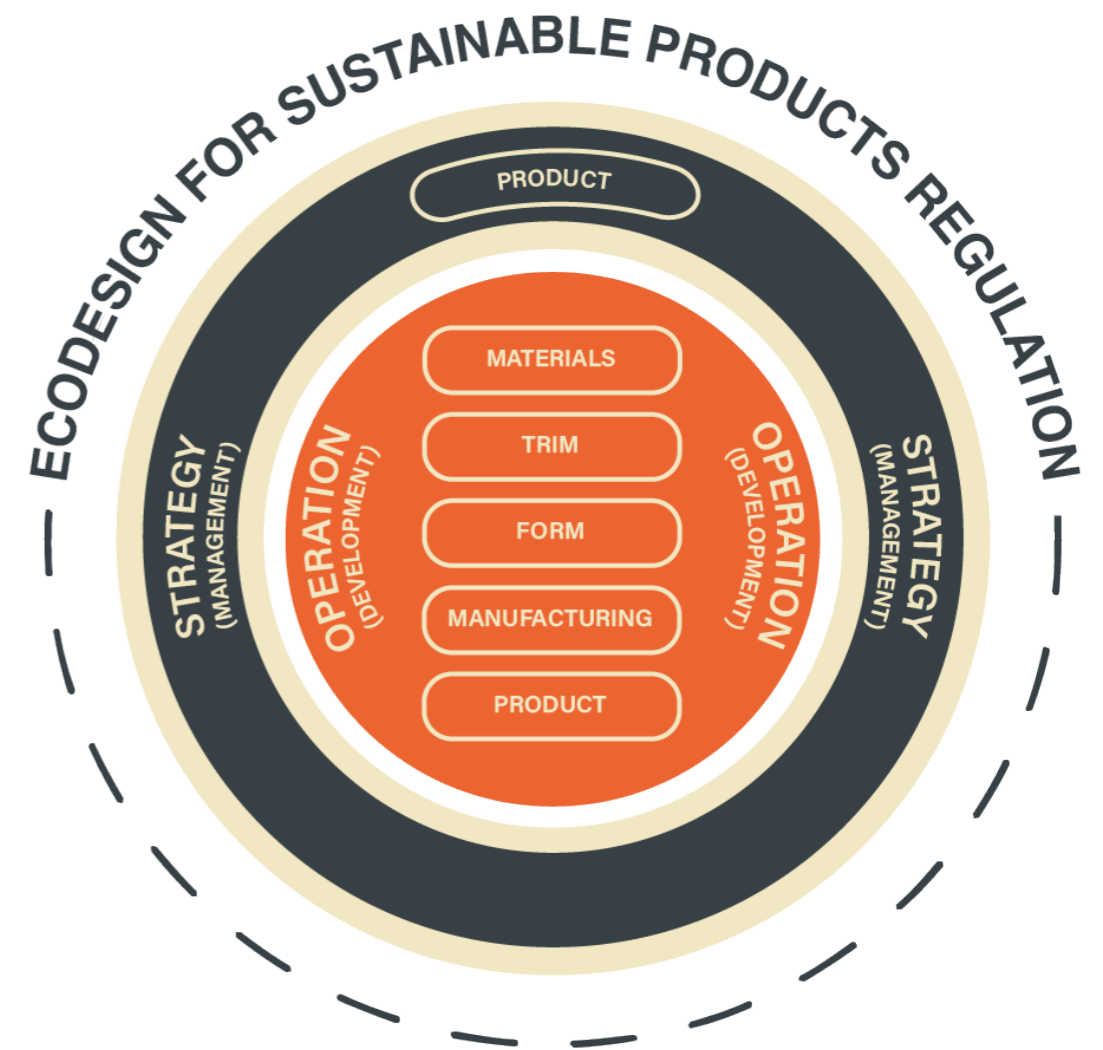 ECODESIGN FOR SUSTAINABLE PRODUCTS REGULATION
PRODUCT
STRATEGY
(MANAGEMENT)
OPERATION
(DEVELOPMENT)
MATERIALS
TRIM
FORM
MANUFACTURING
PRODUCT
OPERATION
(DEVELOPMENT)
STRATEGY
(MANAGEMENT)